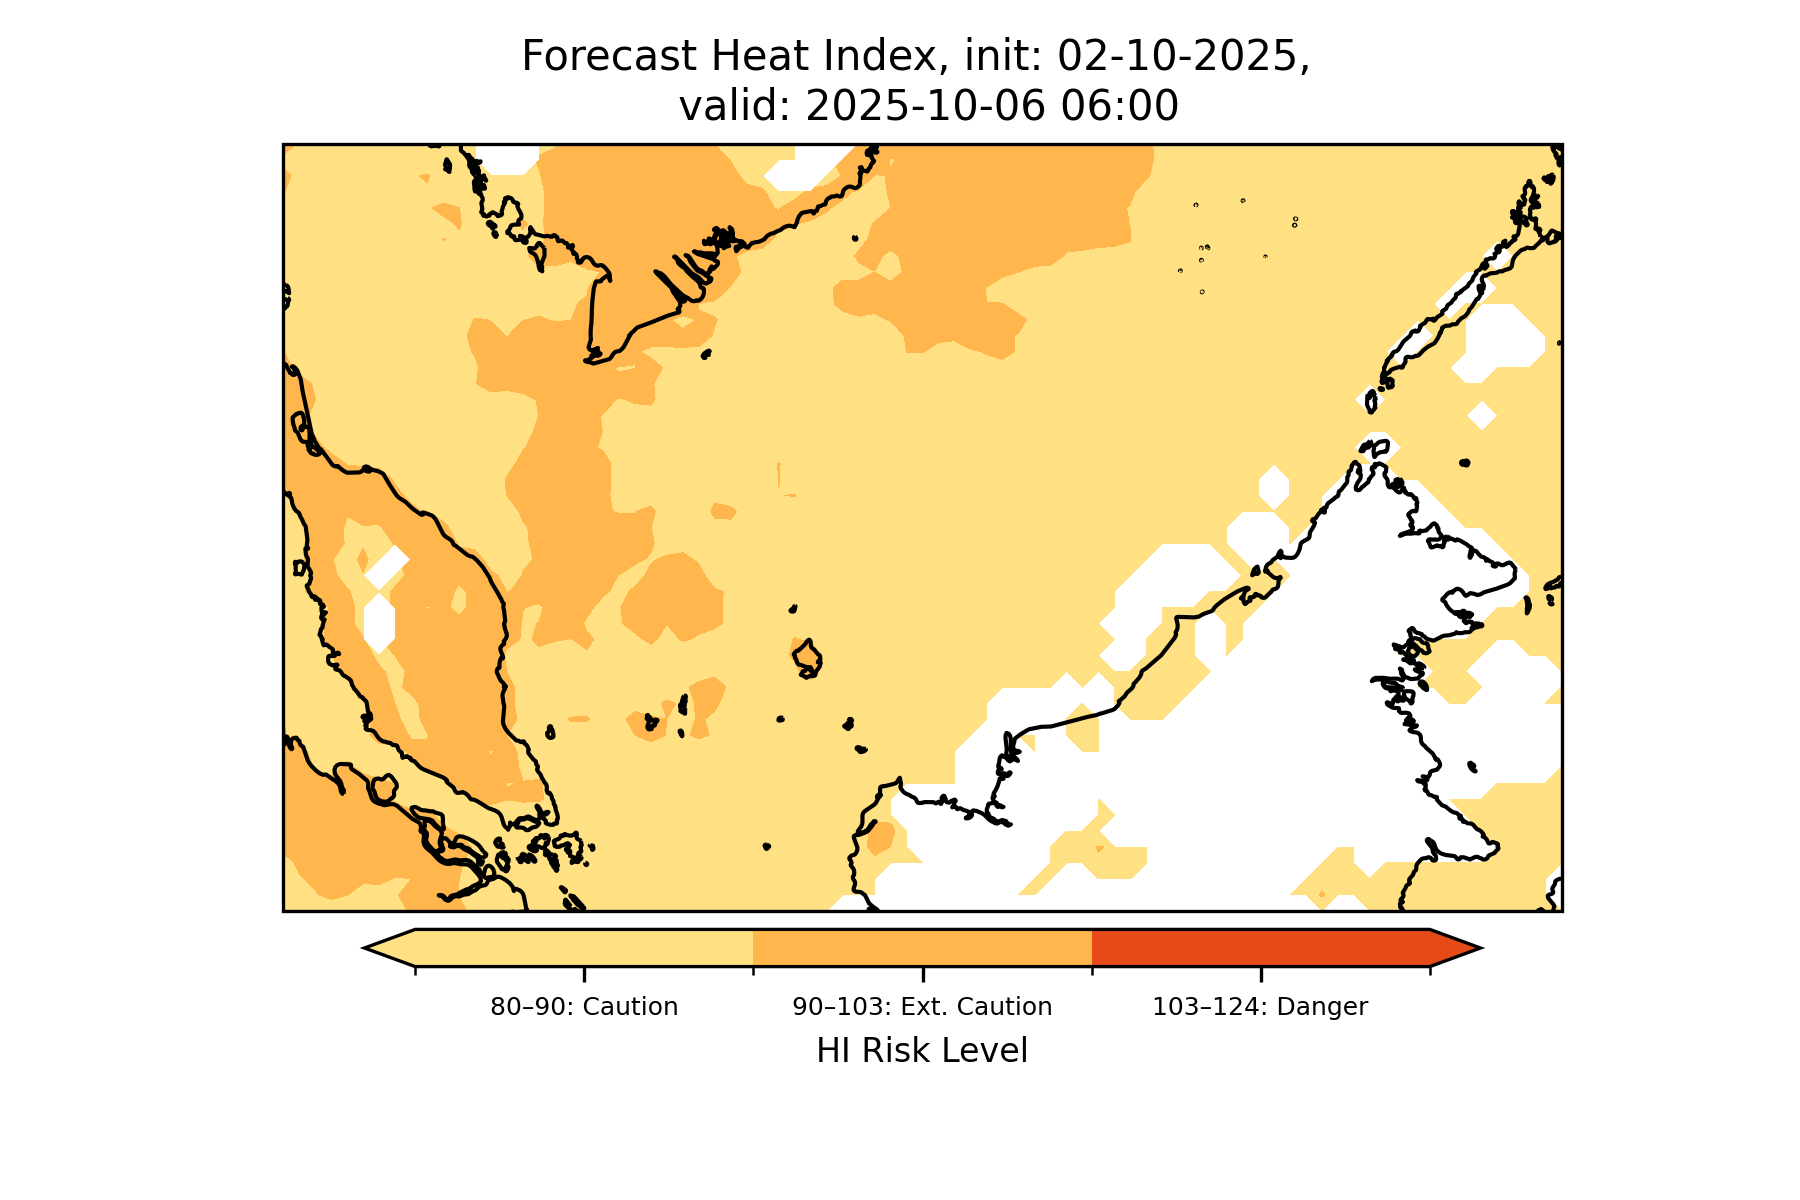 Forecast Heat Index, init: 02-10-2025,
valid: 2025-10-06 06:00
80–90: Caution
90–103: Ext. Caution
103–124: Danger
HI Risk Level